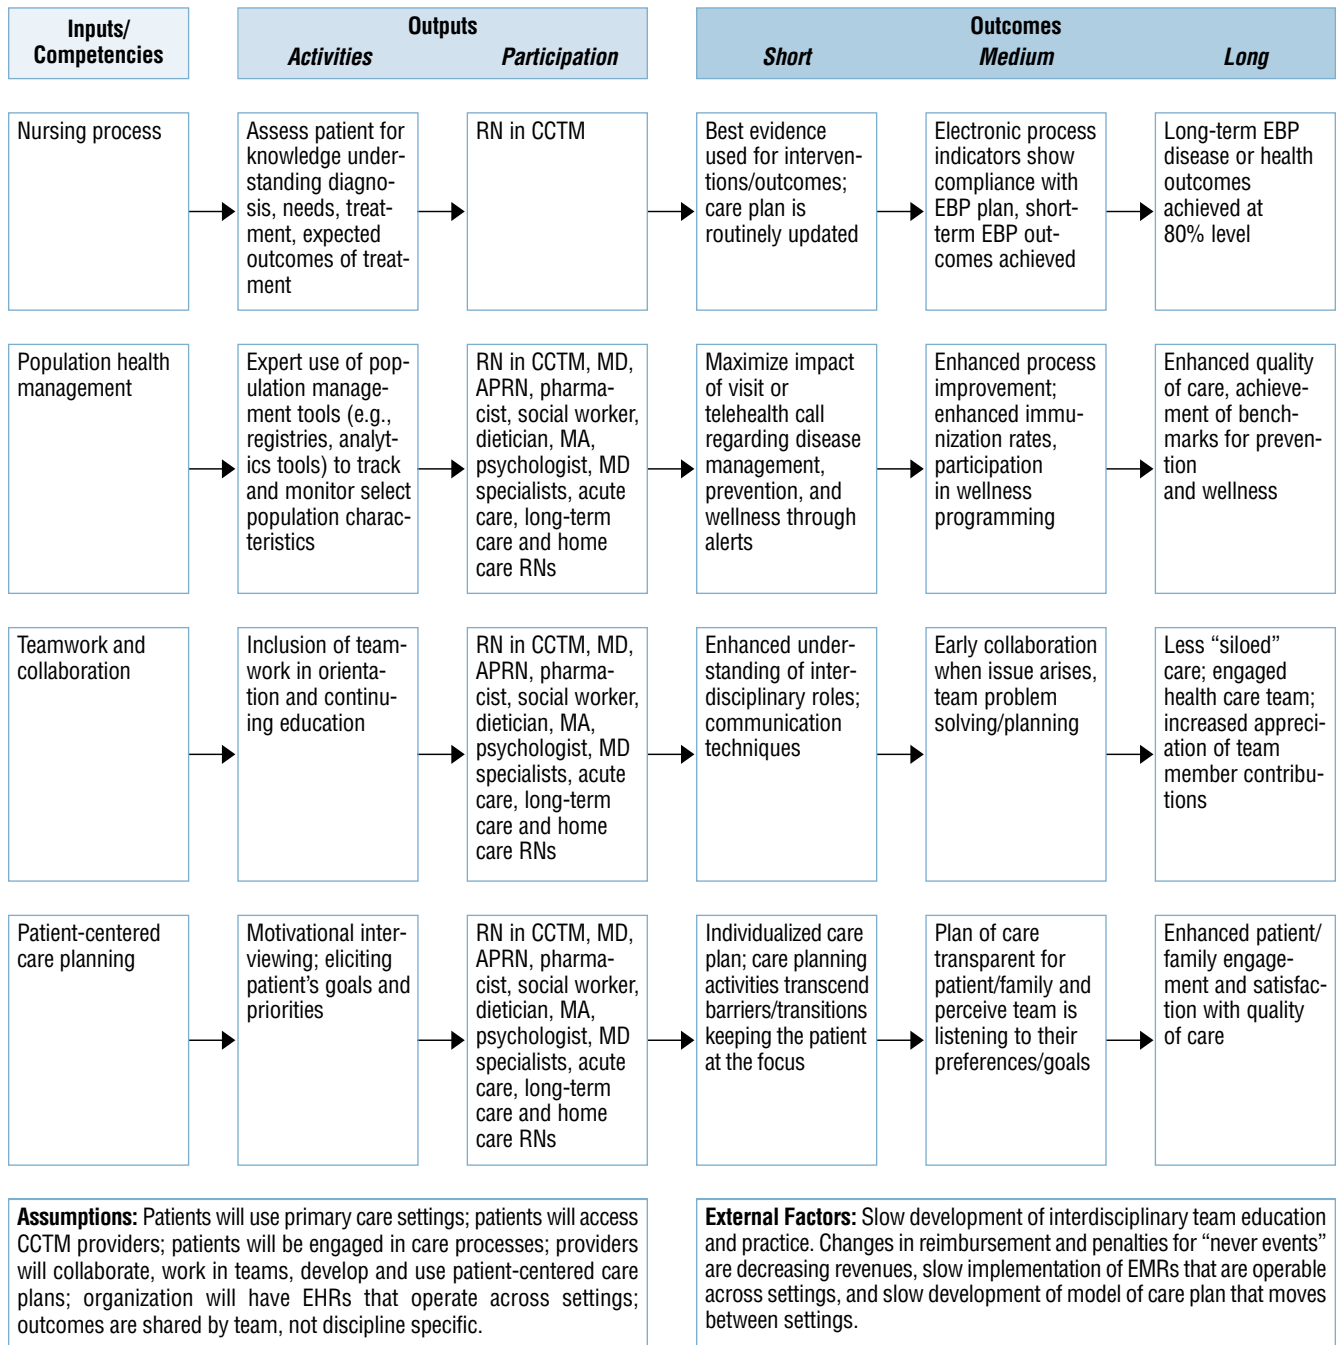 Inputs/
Competencies
Outputs
Activities
Participation
Outcomes
Short
Medium
Long
Nursing process
Assess patient for
knowledge under-
standing diagno-
sis, needs, treat-
ment, expected
outcomes of treat-
ment
RN in CCTM
Best evidence
used for interven-
tions/outcomes;
care plan is
routinely updated
Electronic process
indicators show
compliance with
EBP plan, short-
term EBP out-
comes achieved
Long-term EBP
disease or health
outcomes
achieved at
80% level
Population health
management
Expert use of pop-
ulation manage-
ment tools (e.g.,
registries, analyt-
ics tools) to track
and monitor select
population charac-
teristics
RN in CCTM, MD,
APRN, pharma-
cist, social worker,
dietician, MA,
psychologist, MD
specialists, acute
care, long-term
care and home
care RNs
Maximize impact
of visit or
telehealth call
regarding disease
management,
prevention, and
wellness through
alerts
Enhanced process
improvement;
enhanced immu-
nization rates,
participation
in wellness
programming
Enhanced quality
of care, achieve-
ment of bench-
marks for preven-
tion
and wellness
Teamwork and
collaboration
Inclusion of team-
work in orienta-
tion and continu-
ing education
RN in CCTM, MD,
APRN, pharma-
cist, social worker,
dietician, MA,
psychologist, MD
specialists, acute
care, long-term
care and home
care RNs
Enhanced under-
standing of inter-
disciplinary roles;
communication
techniques
Early collaboration
when issue arises,
team problem
solving/planning
Less “siloed”
care; engaged
health care team;
increased appreci-
ation of team
member contribu-
tions
Patient-centered
care planning
Motivational inter-
viewing; eliciting
patient’s goals and
priorities
RN in CCTM, MD,
APRN, pharma-
cist, social worker,
dietician, MA,
psychologist, MD
specialists, acute
care, long-term
care and home
care RNs
Individualized care
plan; care planning
activities transcend
barriers/transitions
keeping the patient
at the focus
Plan of care
transparent for
patient/family and
perceive team is
listening to their
preferences/goals
Enhanced patient/
family engage-
ment and satisfac-
tion with quality
of care
Assumptions: Patients will use primary care settings; patients will access
CCTM providers; patients will be engaged in care processes; providers
will collaborate, work in teams, develop and use patient-centered care
plans; organization will have EHRs that operate across settings;
outcomes are shared by team, not discipline specific.
External Factors: Slow development of interdisciplinary team education
and practice. Changes in reimbursement and penalties for “never events”
are decreasing revenues, slow implementation of EMRs that are operable
across settings, and slow development of model of care plan that moves
between settings.